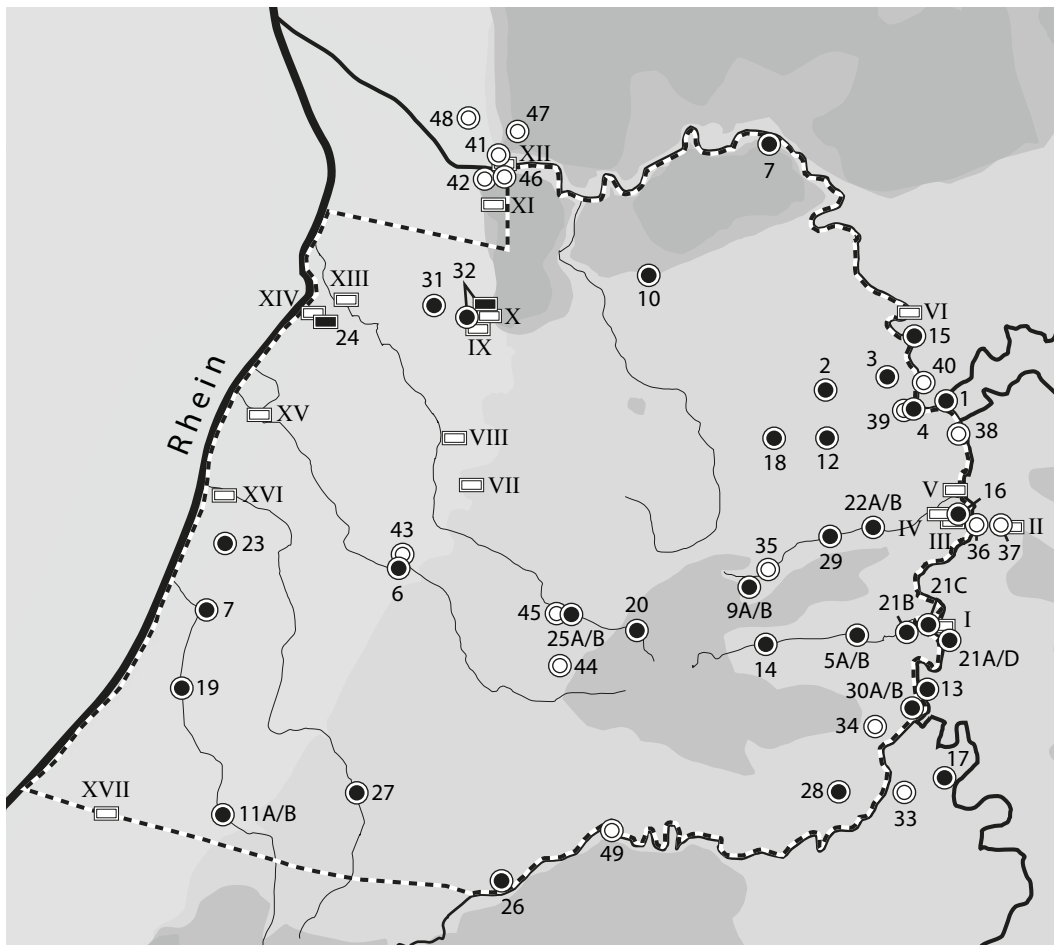 48
47
41
XII
42
46
7
XI
XIII
31
32
10
XIV
X
VI
24
IX
15
3
40
2
1
Rhein
XV
39
4
VIII
18
12
38
V
16
XVI
VII
22A/B
IV
III
36
37
II
23
43
35
29
6
9A/B
21C
7
45
20
21B
I
25A/B
14
5A/B
21A/D
44
19
30A/B
13
34
17
XVII
27
28
11A/B
33
49
26